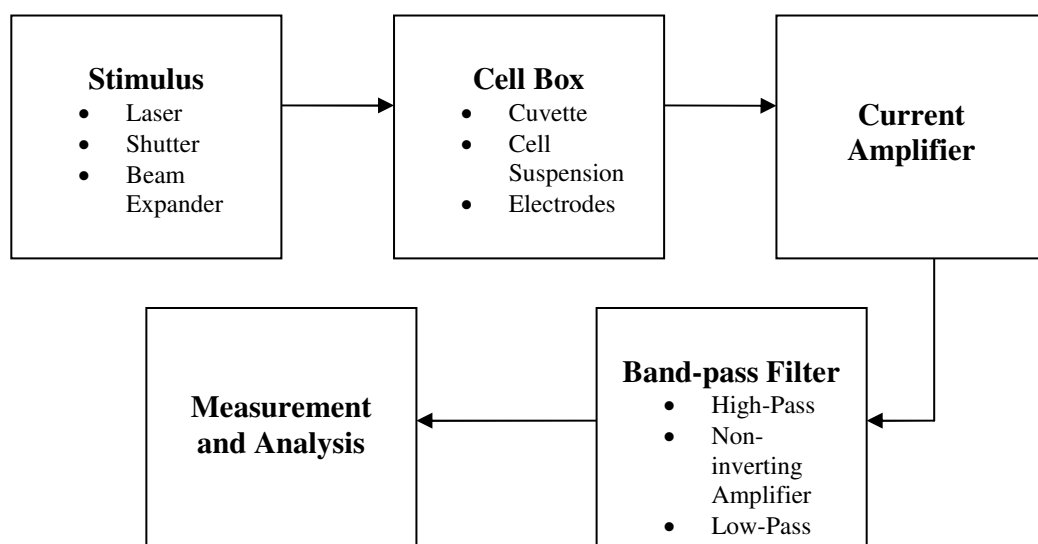 Stimulus
• Laser
• Shutter
• Beam
Expander
Cell Box
• Cuvette
• Cell
Suspension
• Electrodes
Current
Amplifier
Measurement
and Analysis
Band-pass Filter
• High-Pass
• Non-
inverting
Amplifier
• Low-Pass